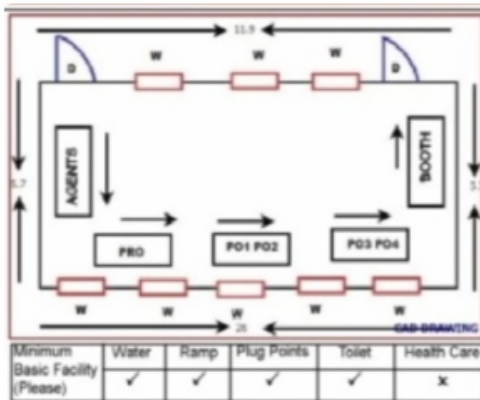 11.9
W W W
D D
AGENTS
BOOTH
PRO
PO1 PO2
PO3 PO4
W W W W W
CAD DRAWING
Minimum Basic Facility (Please)
Water Ramp Plug Points Toilet Health Care
✓ ✓ ✓ ✓ x